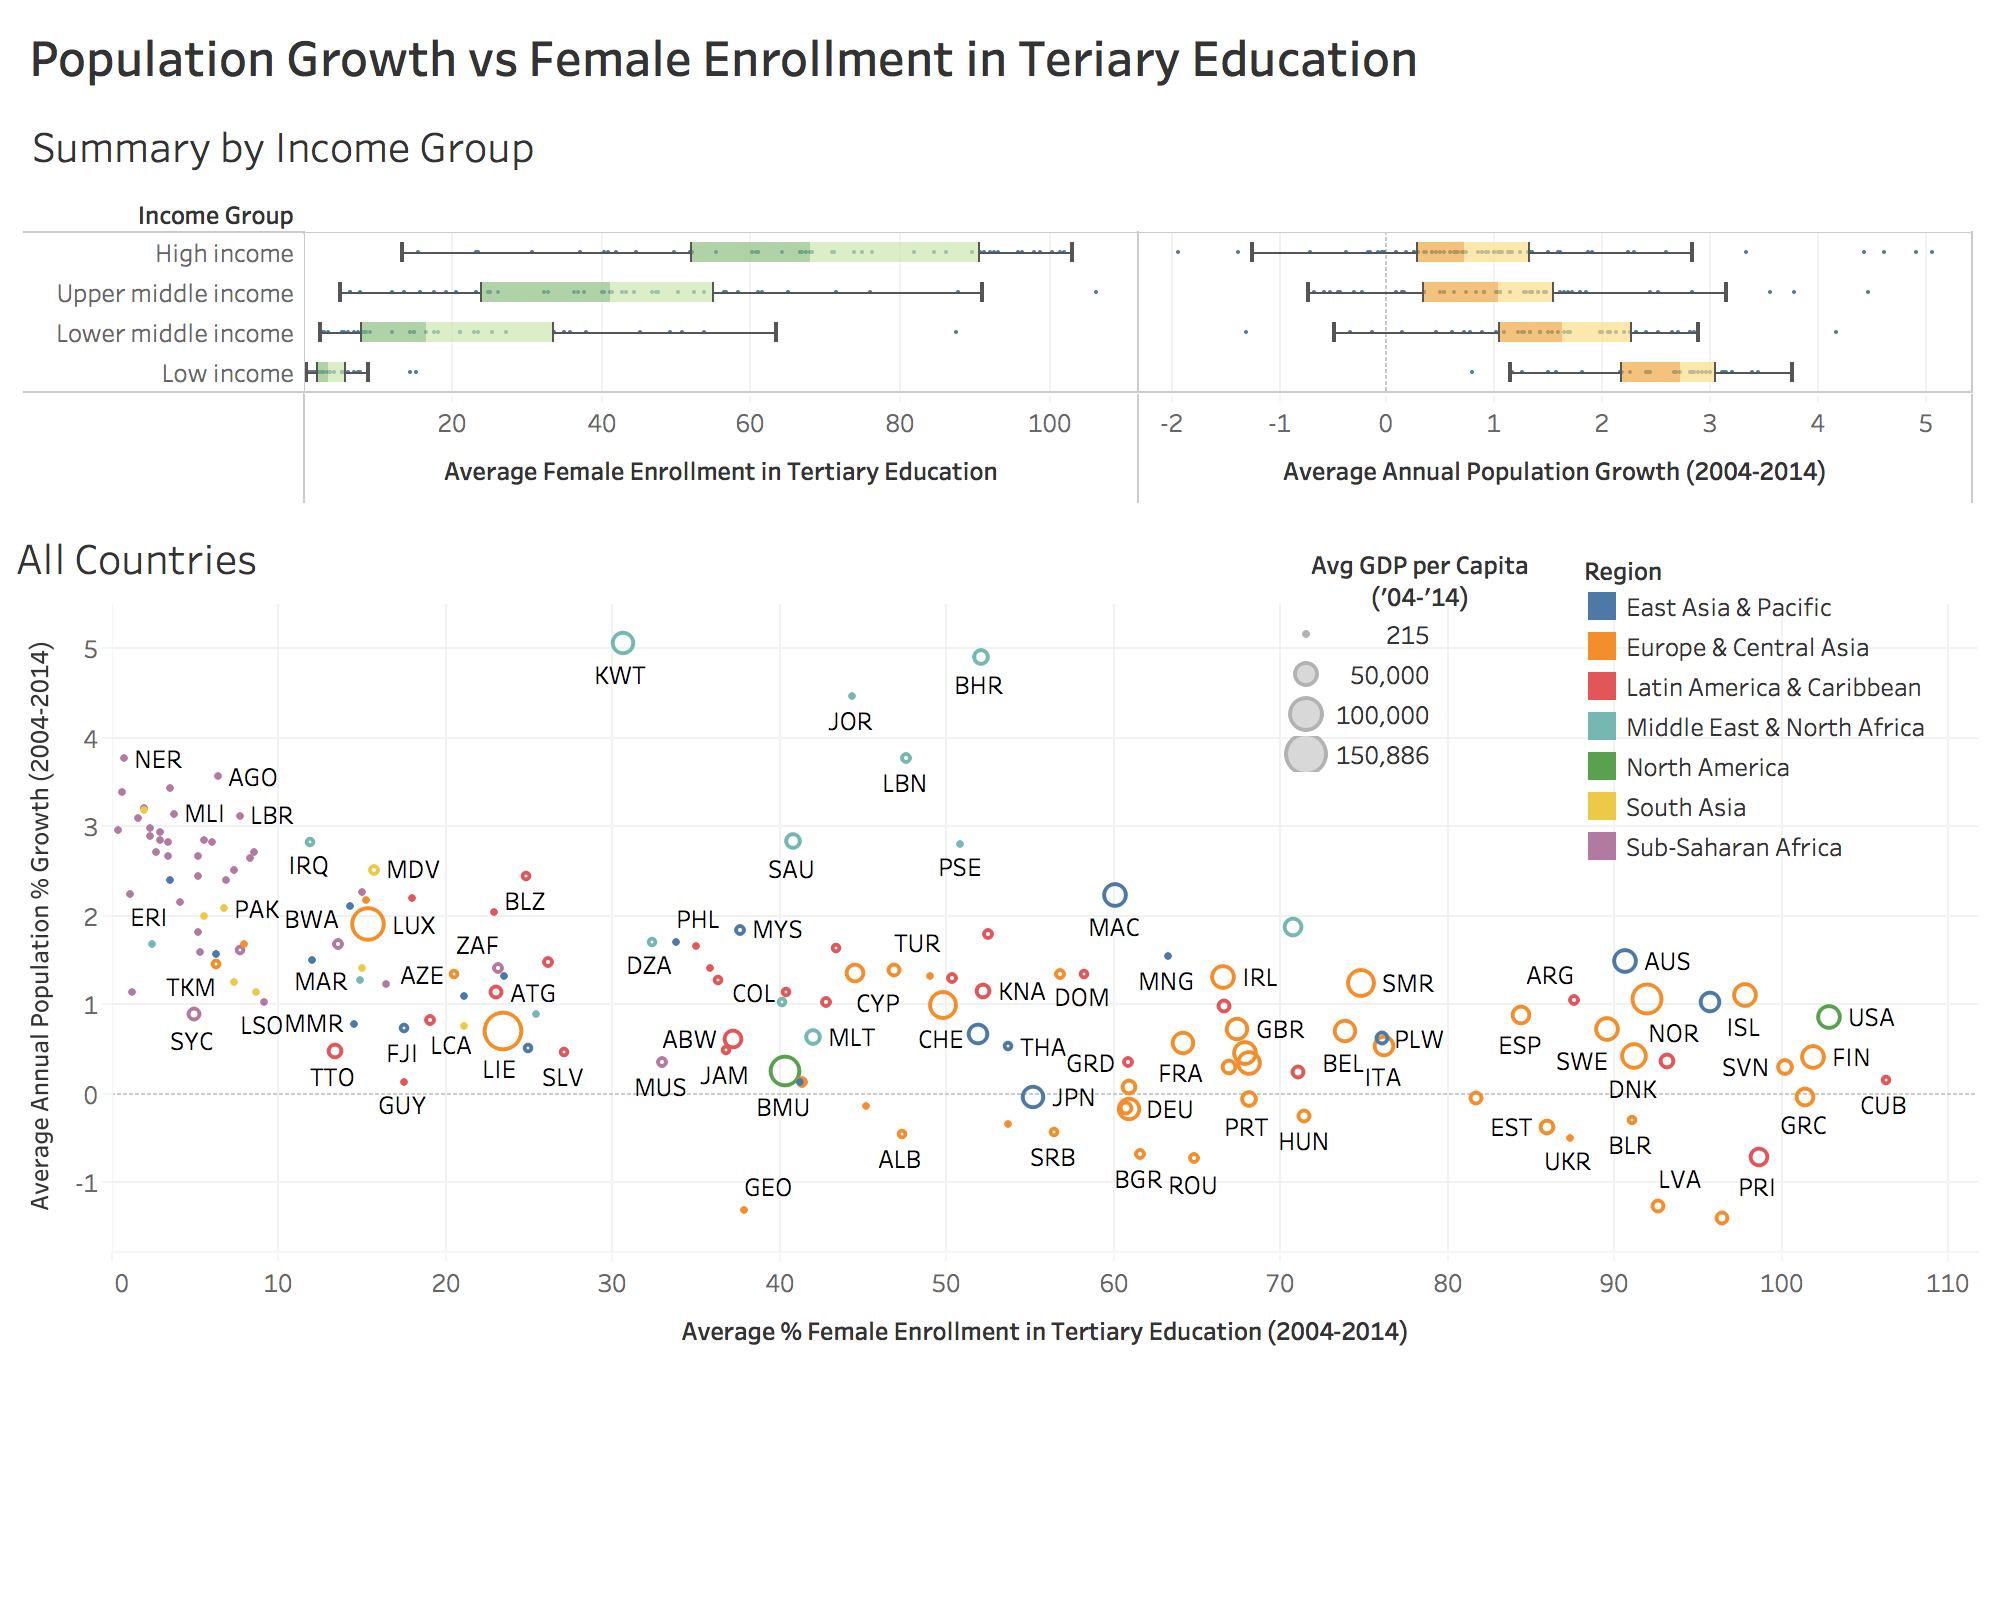 Population Growth vs Female Enrollment in Teriary Education
Summary by Income Group
Income Group
High income
Upper middle income
Lower middle income
Low income
20 40 60 80 100
-2 -1 0 1 2 3 4 5
Average Female Enrollment in Tertiary Education
Average Annual Population Growth (2004-2014)
All Countries
Avg GDP per Capita
('04-'14)
215
50,000
100,000
150,886
Region
East Asia & Pacific
Europe & Central Asia
Latin America & Caribbean
Middle East & North Africa
North America
South Asia
Sub-Saharan Africa
Average Annual Population % Growth (2004-2014)
5
4
3
2
1
0
-1
KWT
BHR
JOR
LBN
NER
AGO
MLI
LBR
IRQ
MDV
SAU
PSE
BLZ
ERI
PAK
BWA
LUX
PHL
MYS
MAC
ZAF
TUR
DZA
TKM
MAR
AZE
ATG
COL
CYP
KNA
DOM
MNG
IRL
SMR
ARG
AUS
SYC
LSO
MMR
FJI
LCA
LIE
SLV
ABW
MLT
CHE
THA
GRD
FRA
GBR
BEL
ITA
PLW
ESP
SWE
NOR
DNK
ISL
USA
SVN
FIN
TTO
GUY
MUS
JAM
BMU
JPN
DEU
PRT
HUN
EST
UKR
BLR
GRC
CUB
ALB
SRB
BGR
ROU
GEO
LVA
PRI
0 10 20 30 40 50 60 70 80 90 100 110
Average % Female Enrollment in Tertiary Education (2004-2014)